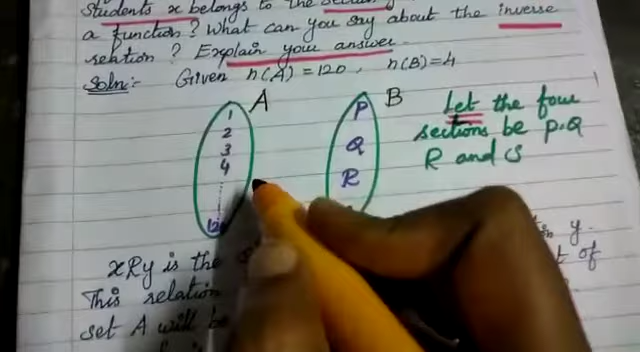 Students x belongs to the section
a function? What can you say about the inverse
relation? Explain your answer.
Soln:- Given n(A) = 120, n(B)=4
A
B
1
2
3
4
P
Q
R
Let the four
sections be P.Q
R and S
y.
xRy is the
This relation
t of
set A will be